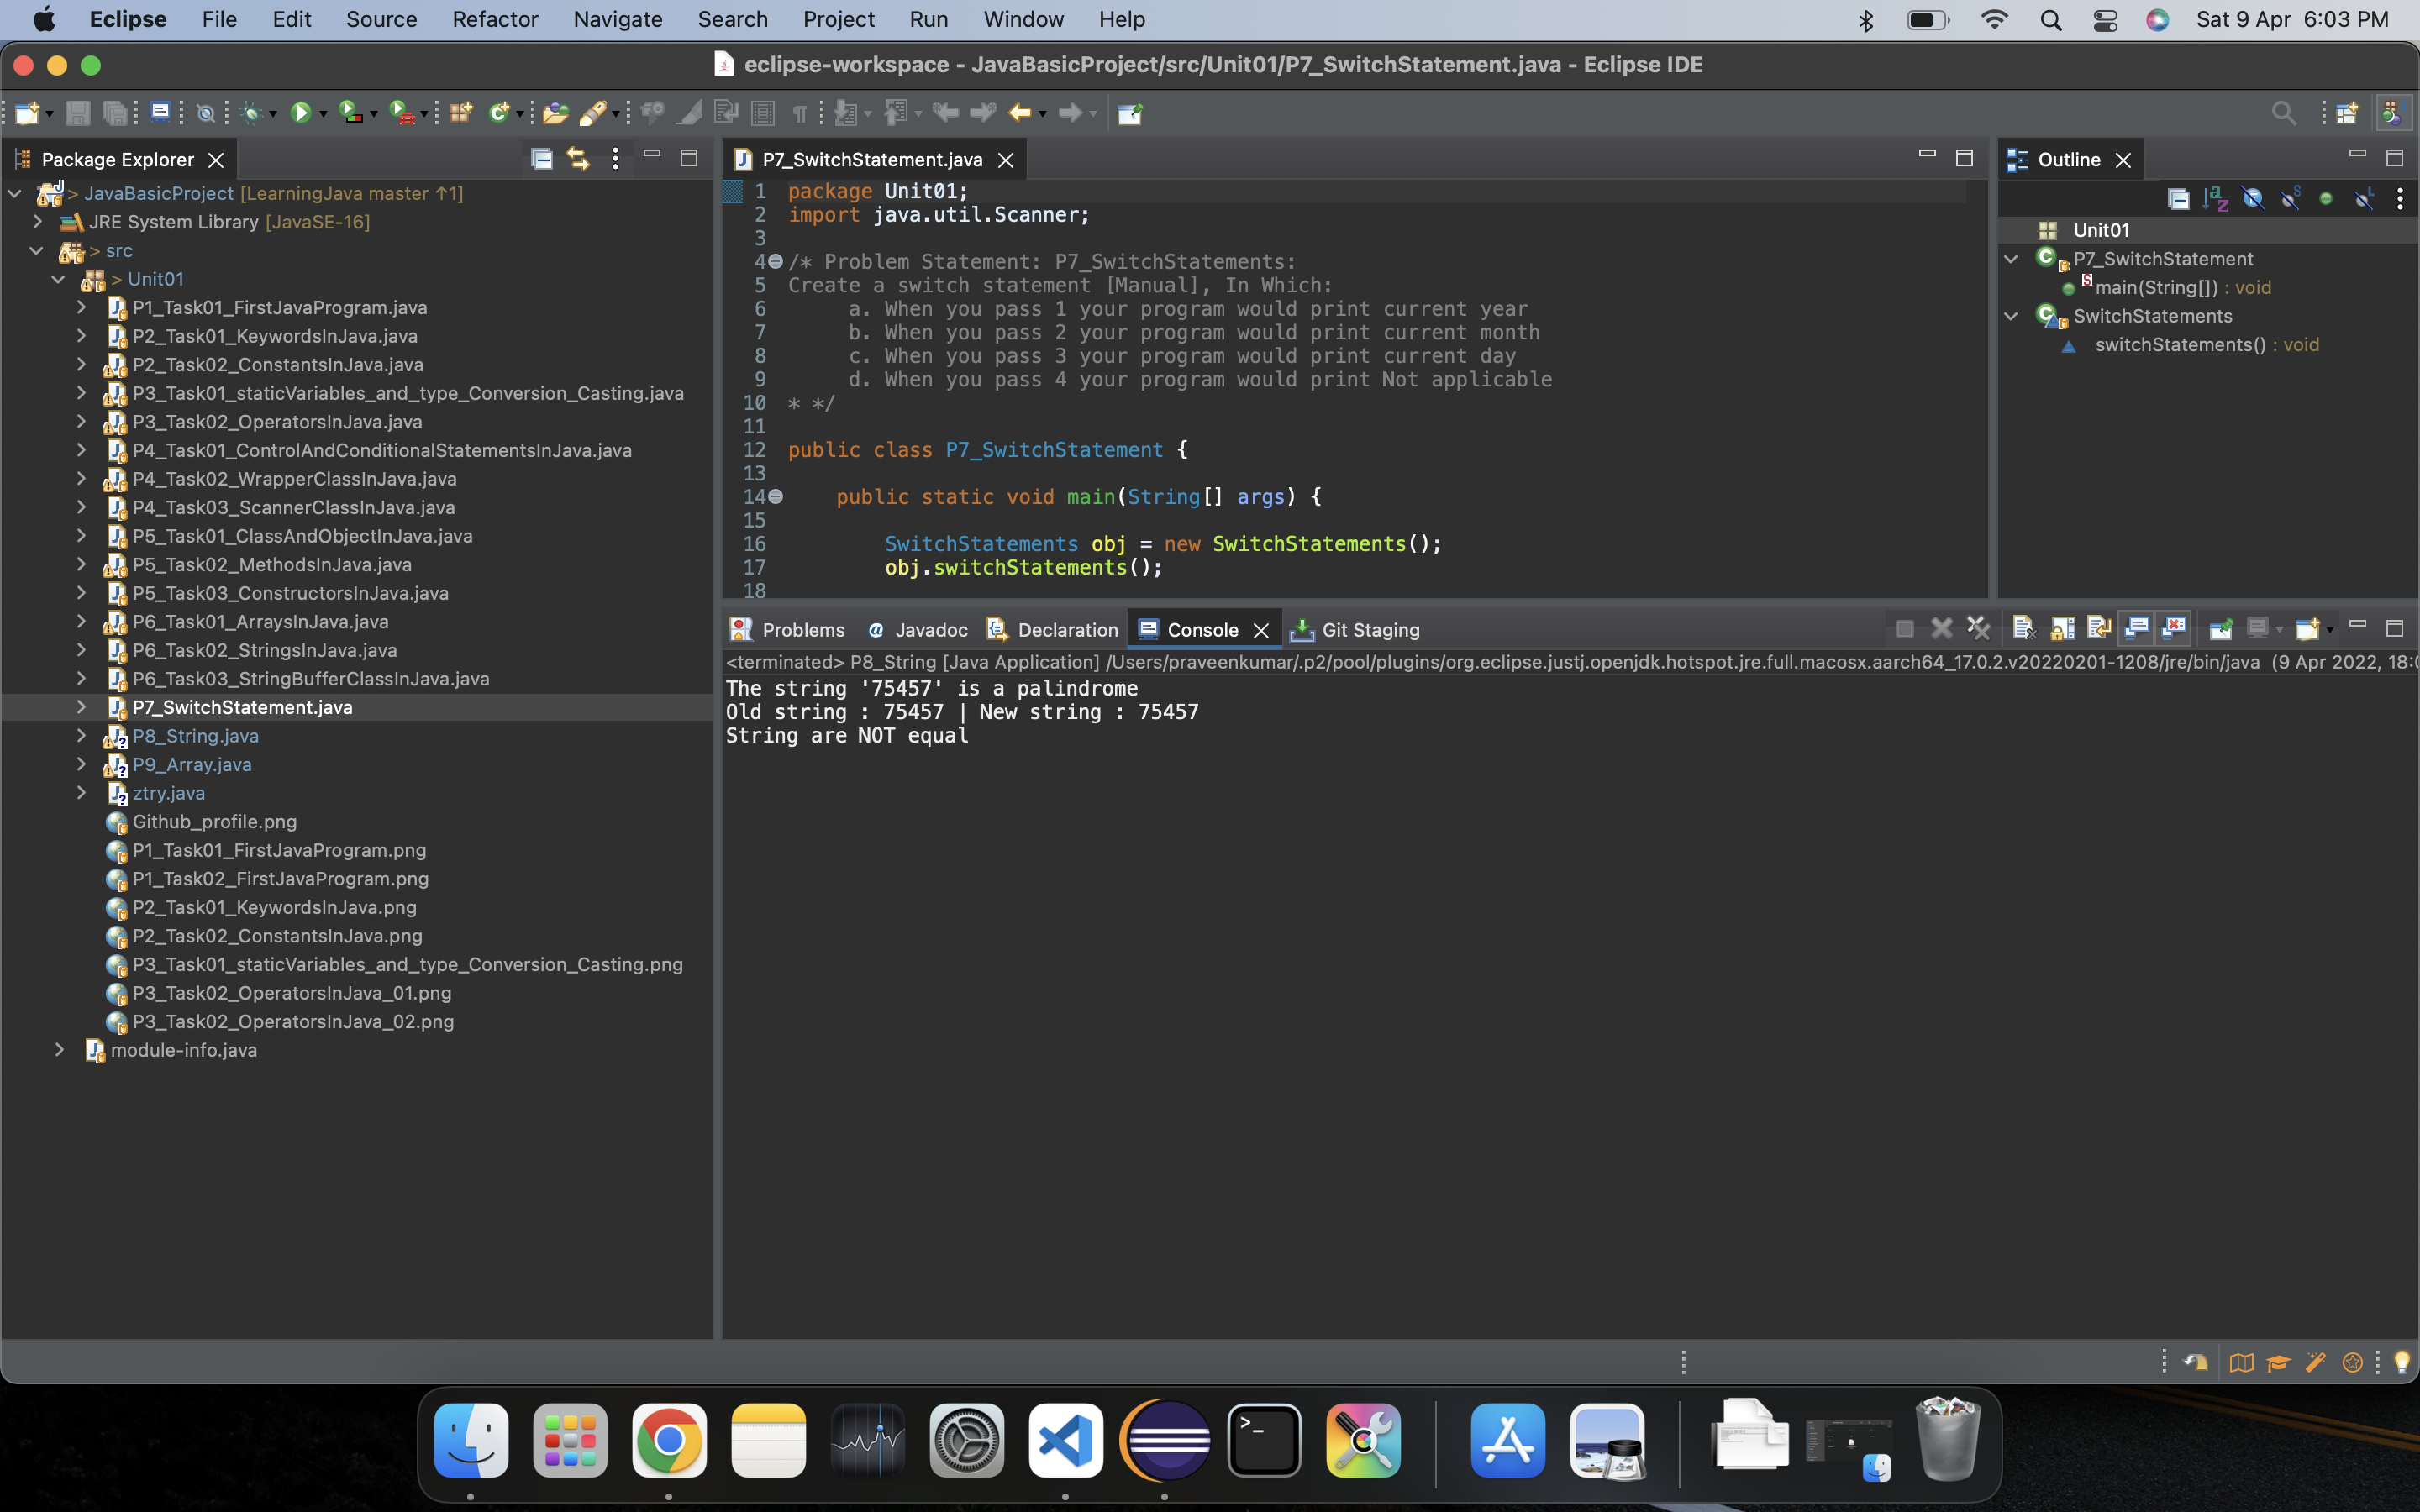 Eclipse File Edit Source Refactor Navigate Search Project Run Window Help Sat 9 Apr 6:03 PM
eclipse-workspace - JavaBasicProject/src/Unit01/P7_SwitchStatement.java - Eclipse IDE
Package Explorer
> JavaBasicProject [LearningJava master ↑1]
JRE System Library [JavaSE-16]
> src
> Unit01
P1_Task01_FirstJavaProgram.java
P2_Task01_KeywordsInJava.java
P2_Task02_ConstantsInJava.java
P3_Task01_staticVariables_and_type_Conversion_Casting.java
P3_Task02_OperatorsInJava.java
P4_Task01_ControlAndConditionalStatementsInJava.java
P4_Task02_WrapperClassInJava.java
P4_Task03_ScannerClassInJava.java
P5_Task01_ClassAndObjectInJava.java
P5_Task02_MethodsInJava.java
P5_Task03_ConstructorsInJava.java
P6_Task01_ArraysInJava.java
P6_Task02_StringsInJava.java
P6_Task03_StringBufferClassInJava.java
P7_SwitchStatement.java
P8_String.java
P9_Array.java
ztry.java
Github_profile.png
P1_Task01_FirstJavaProgram.png
P1_Task02_FirstJavaProgram.png
P2_Task01_KeywordsInJava.png
P2_Task02_ConstantsInJava.png
P3_Task01_staticVariables_and_type_Conversion_Casting.png
P3_Task02_OperatorsInJava_01.png
P3_Task02_OperatorsInJava_02.png
module-info.java
P7_SwitchStatement.java
1 package Unit01;
2 import java.util.Scanner;
3
4 /* Problem Statement: P7_SwitchStatements:
5 Create a switch statement [Manual], In Which:
6 a. When you pass 1 your program would print current year
7 b. When you pass 2 your program would print current month
8 c. When you pass 3 your program would print current day
9 d. When you pass 4 your program would print Not applicable
10 * */
11
12 public class P7_SwitchStatement {
13
14 public static void main(String[] args) {
15
16 SwitchStatements obj = new SwitchStatements();
17 obj.switchStatements();
18
Outline
Unit01
P7_SwitchStatement
main(String[]) : void
SwitchStatements
switchStatements() : void
Problems Javadoc Declaration Console Git Staging
<terminated> P8_String [Java Application] /Users/praveenkumar/.p2/pool/plugins/org.eclipse.justj.openjdk.hotspot.jre.full.macosx.aarch64_17.0.2.v20220201-1208/jre/bin/java (9 Apr 2022, 18:0
The string '75457' is a palindrome
Old string : 75457 | New string : 75457
String are NOT equal